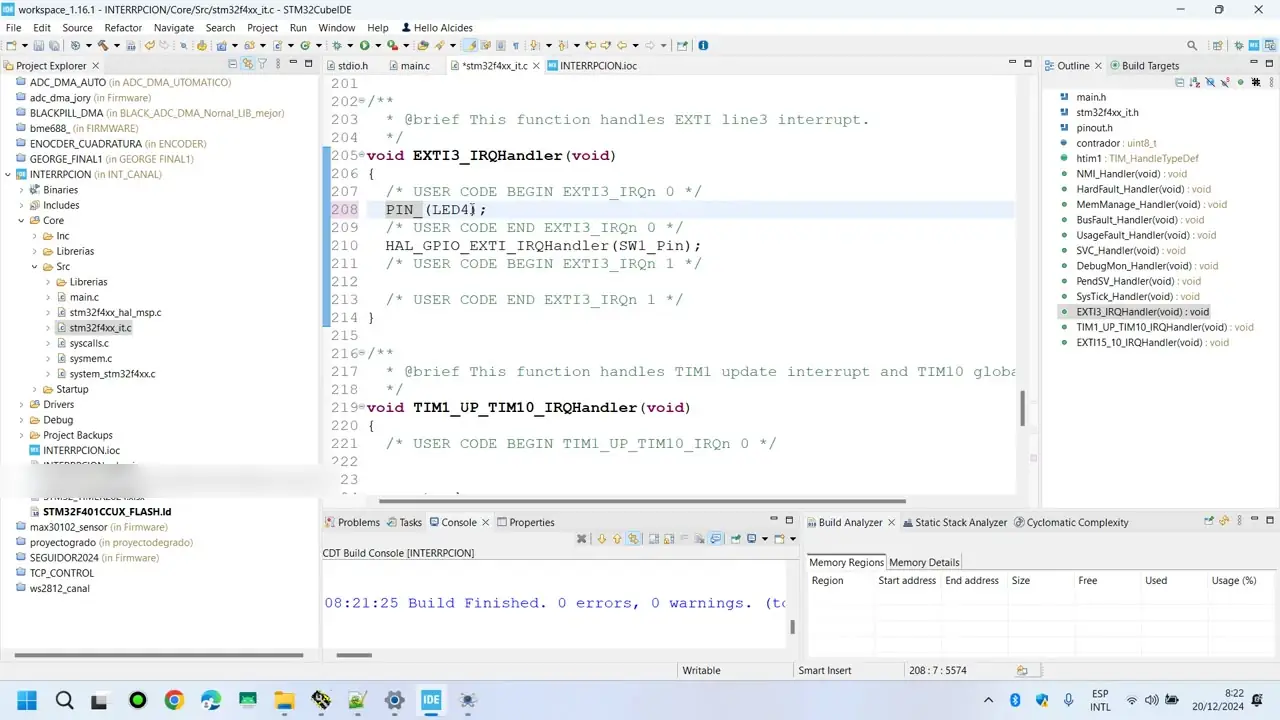 workspace_1.16.1 - INTERRPCION/Core/Src/stm32f4xx_it.c - STM32CubeIDE
File Edit Source Refactor Navigate Search Project Run Window Help Hello Alcides
Project Explorer
ADC_DMA_AUTO (in ADC_DMA_UTOMATICO)
adc_dma_jory (in Firmware)
BLACKPILL_DMA (in BLACK_ADC_DMA_Nornal_LIB_mejor)
bme688_ (in FIRMWARE)
ENOCDER_CUADRATURA (in ENCODER)
GEORGE_FINAL1 (in GEORGE FINAL1)
INTERRPCION (in INT_CANAL)
Binaries
Includes
Core
Inc
Librerias
Src
Librerias
main.c
stm32f4xx_hal_msp.c
stm32f4xx_it.c
syscalls.c
sysmem.c
system_stm32f4xx.c
Startup
Drivers
Debug
Project Backups
INTERRPCION.ioc
STM32F401CCUX_FLASH.ld
max30102_sensor (in Firmware)
proyectogrado (in proyectodegrado)
SEGUIDOR2024 (in Firmware)
TCP_CONTROL
ws2812_canal
stdio.h main.c *stm32f4xx_it.c INTERRPCION.ioc
201
202 /**
203 * @brief This function handles EXTI line3 interrupt.
204 */
205 void EXTI3_IRQHandler(void)
206 {
207 /* USER CODE BEGIN EXTI3_IRQn 0 */
208 PIN_(LED4);
209 /* USER CODE END EXTI3_IRQn 0 */
210 HAL_GPIO_EXTI_IRQHandler(SW1_Pin);
211 /* USER CODE BEGIN EXTI3_IRQn 1 */
212
213 /* USER CODE END EXTI3_IRQn 1 */
214 }
215
216 /**
217 * @brief This function handles TIM1 update interrupt and TIM10 globa
218 */
219 void TIM1_UP_TIM10_IRQHandler(void)
220 {
221 /* USER CODE BEGIN TIM1_UP_TIM10_IRQn 0 */
222
23
Outline Build Targets
main.h
stm32f4xx_it.h
pinout.h
contrador : uint8_t
htim1 : TIM_HandleTypeDef
NMI_Handler(void) : void
HardFault_Handler(void) : void
MemManage_Handler(void) : void
BusFault_Handler(void) : void
UsageFault_Handler(void) : void
SVC_Handler(void) : void
DebugMon_Handler(void) : void
PendSV_Handler(void) : void
SysTick_Handler(void) : void
EXTI3_IRQHandler(void) : void
TIM1_UP_TIM10_IRQHandler(void) : void
EXTI15_10_IRQHandler(void) : void
Problems Tasks Console Properties
CDT Build Console [INTERRPCION]
08:21:25 Build Finished. 0 errors, 0 warnings. (to
Build Analyzer Static Stack Analyzer Cyclomatic Complexity
Memory Regions Memory Details
Region Start address End address Size Free Used Usage (%)
Writable Smart Insert 208 : 7 : 5574
IDE
ESP
INTL
8:22
20/12/2024